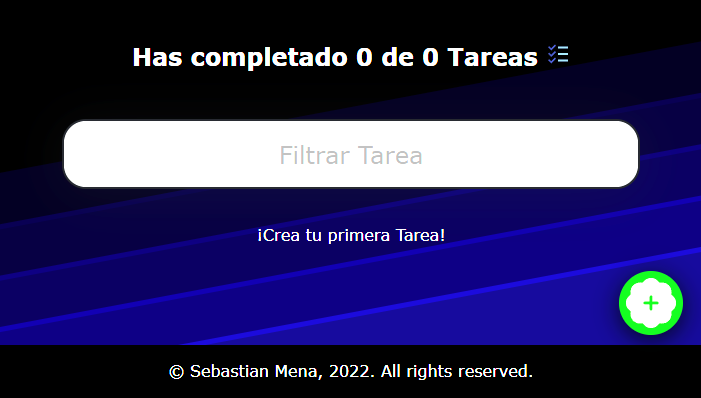 Has completado 0 de 0 Tareas
Filtrar Tarea
¡Crea tu primera Tarea!
+
© Sebastian Mena, 2022. All rights reserved.